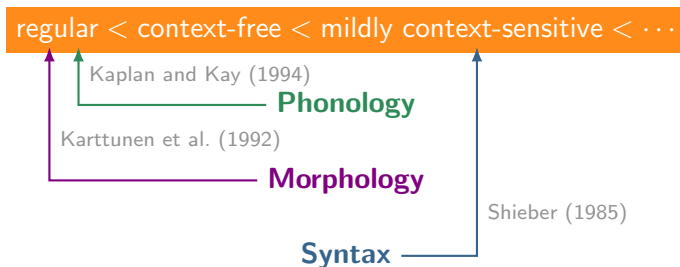 regular < context-free < mildly context-sensitive < ⋯
Kaplan and Kay (1994)
Phonology
Karttunen et al. (1992)
Morphology
Shieber (1985)
Syntax